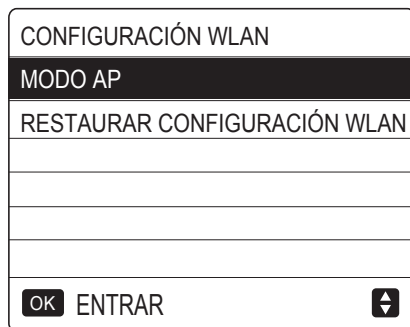 CONFIGURACIÓN WLAN
MODO AP
RESTAURAR CONFIGURACIÓN WLAN
OK ENTRAR